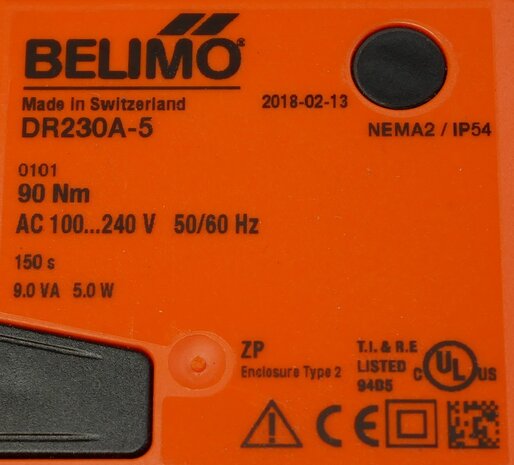 BELIMO®
Made in Switzerland
2018-02-13
DR230A-5
NEMA2 / IP54
0101
90 Nm
AC 100...240 V 50/60 Hz
150 s
9.0 VA 5.0 W
ZP
Enclosure Type 2
T.I. & R.E
LISTED
94D5
C UL US
CE